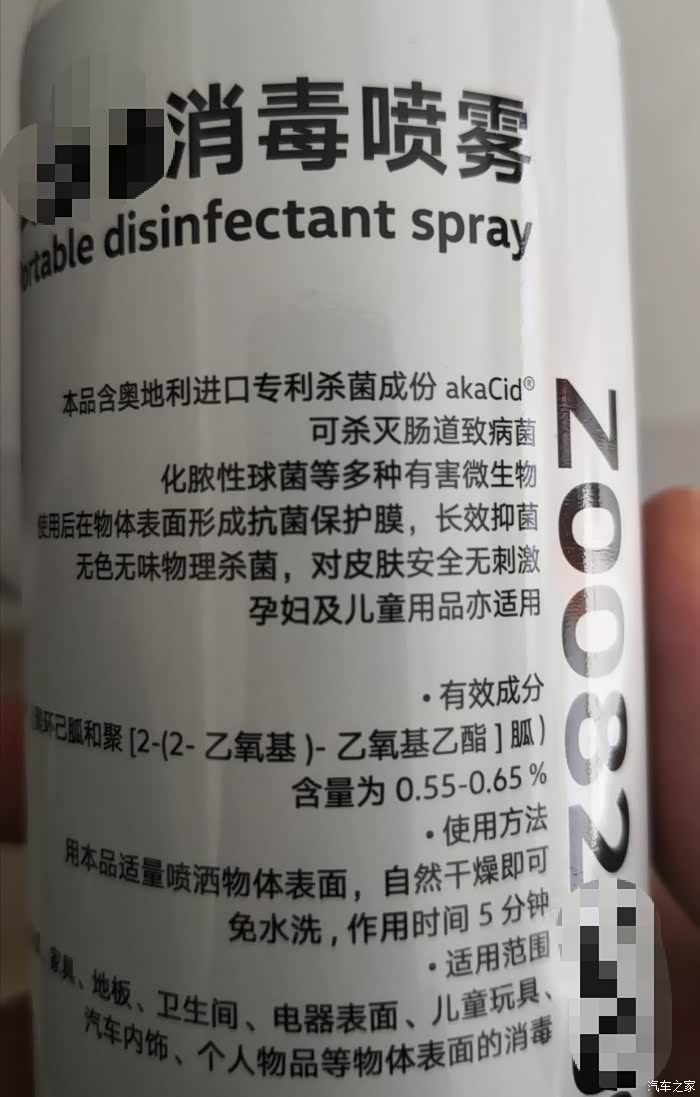 消毒喷雾
disinfectant spray
本品含奥地利进口专利杀菌成份 akaCid®
可杀灭肠道致病菌
化脓性球菌等多种有害微生物
使用后在物体表面形成抗菌保护膜，长效抑菌
无色无味物理杀菌，对皮肤安全无刺激
孕妇及儿童用品亦适用
·有效成分
环己胍和聚 [2-(2- 乙氧基 )- 乙氧基乙酯 ] 胍 )
含量为 0.55-0.65 %
·使用方法
用本品适量喷洒物体表面，自然干燥即可
免水洗 , 作用时间 5 分钟
·适用范围
、家具、地板、卫生间、电器表面、儿童玩具、
汽车内饰、个人物品等物体表面的消毒
Z0082
汽车之家